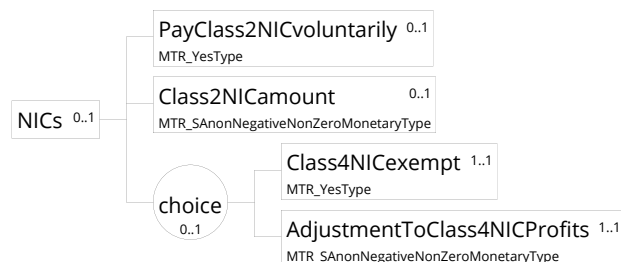 PayClass2NICvoluntarily 0..1
MTR_YesType
NICs 0..1
Class2NICamount 0..1
MTR_SAnonNegativeNonZeroMonetaryType
choice
0..1
Class4NICexempt 1..1
MTR_YesType
AdjustmentToClass4NICProfits 1..1
MTR_SAnonNegativeNonZeroMonetaryType